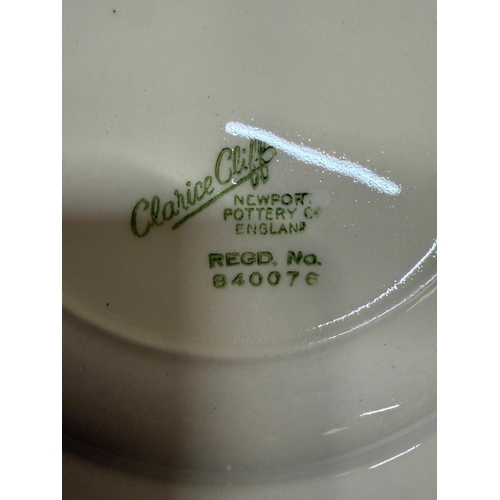 Clarice Cliff
NEWPORT
POTTERY Co
ENGLAND
REGD. No.
840076